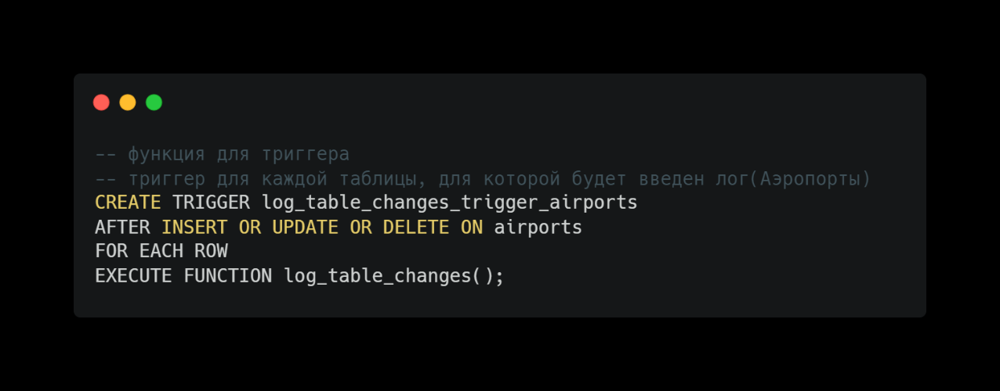 -- функция для триггера
-- триггер для каждой таблицы, для которой будет введен лог(Аэропорты)
CREATE TRIGGER log_table_changes_trigger_airports
AFTER INSERT OR UPDATE OR DELETE ON airports
FOR EACH ROW
EXECUTE FUNCTION log_table_changes();